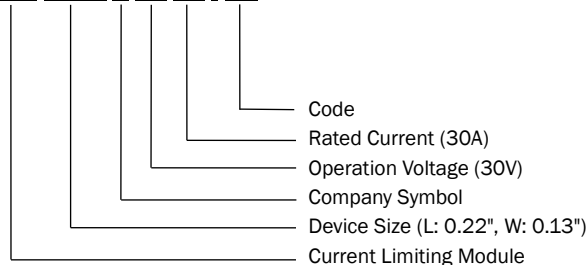 Code
Rated Current (30A)
Operation Voltage (30V)
Company Symbol
Device Size (L: 0.22", W: 0.13")
Current Limiting Module